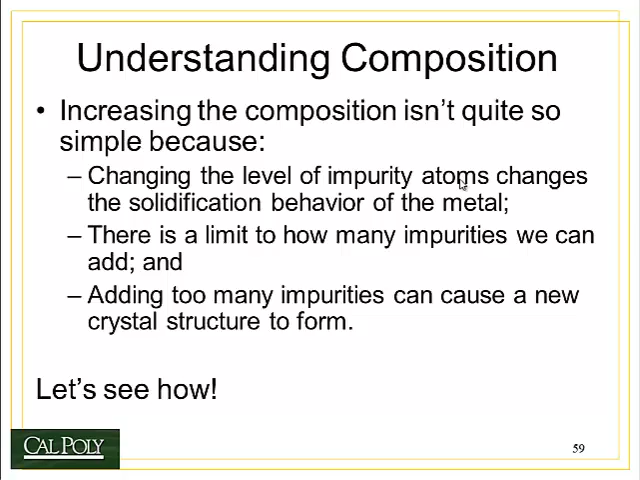 Understanding Composition
• Increasing the composition isn't quite so
simple because:
– Changing the level of impurity atoms changes
the solidification behavior of the metal;
– There is a limit to how many impurities we can
add; and
– Adding too many impurities can cause a new
crystal structure to form.
Let's see how!
CAL POLY
59